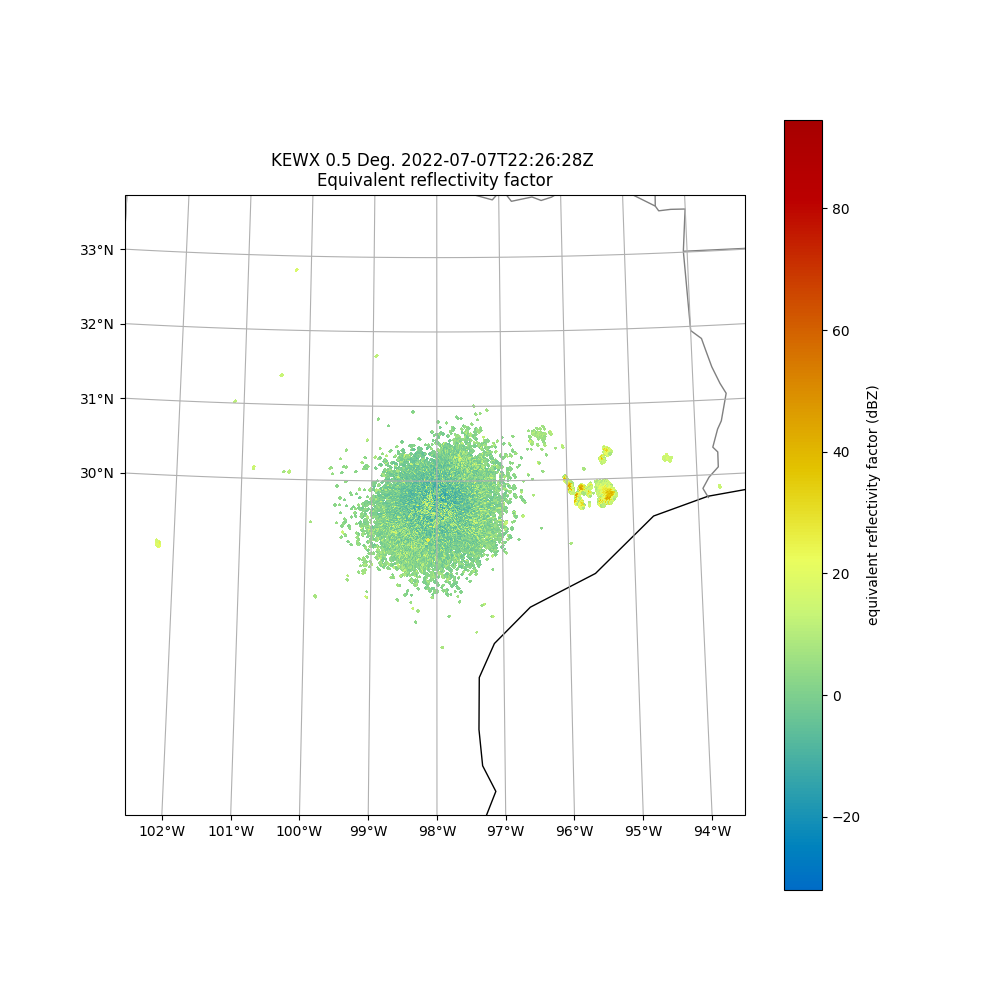 KEWX 0.5 Deg. 2022-07-07T22:26:28Z
Equivalent reflectivity factor
33°N
32°N
31°N
30°N
102°W 101°W 100°W 99°W 98°W 97°W 96°W 95°W 94°W
80
60
40
20
0
−20
equivalent reflectivity factor (dBZ)